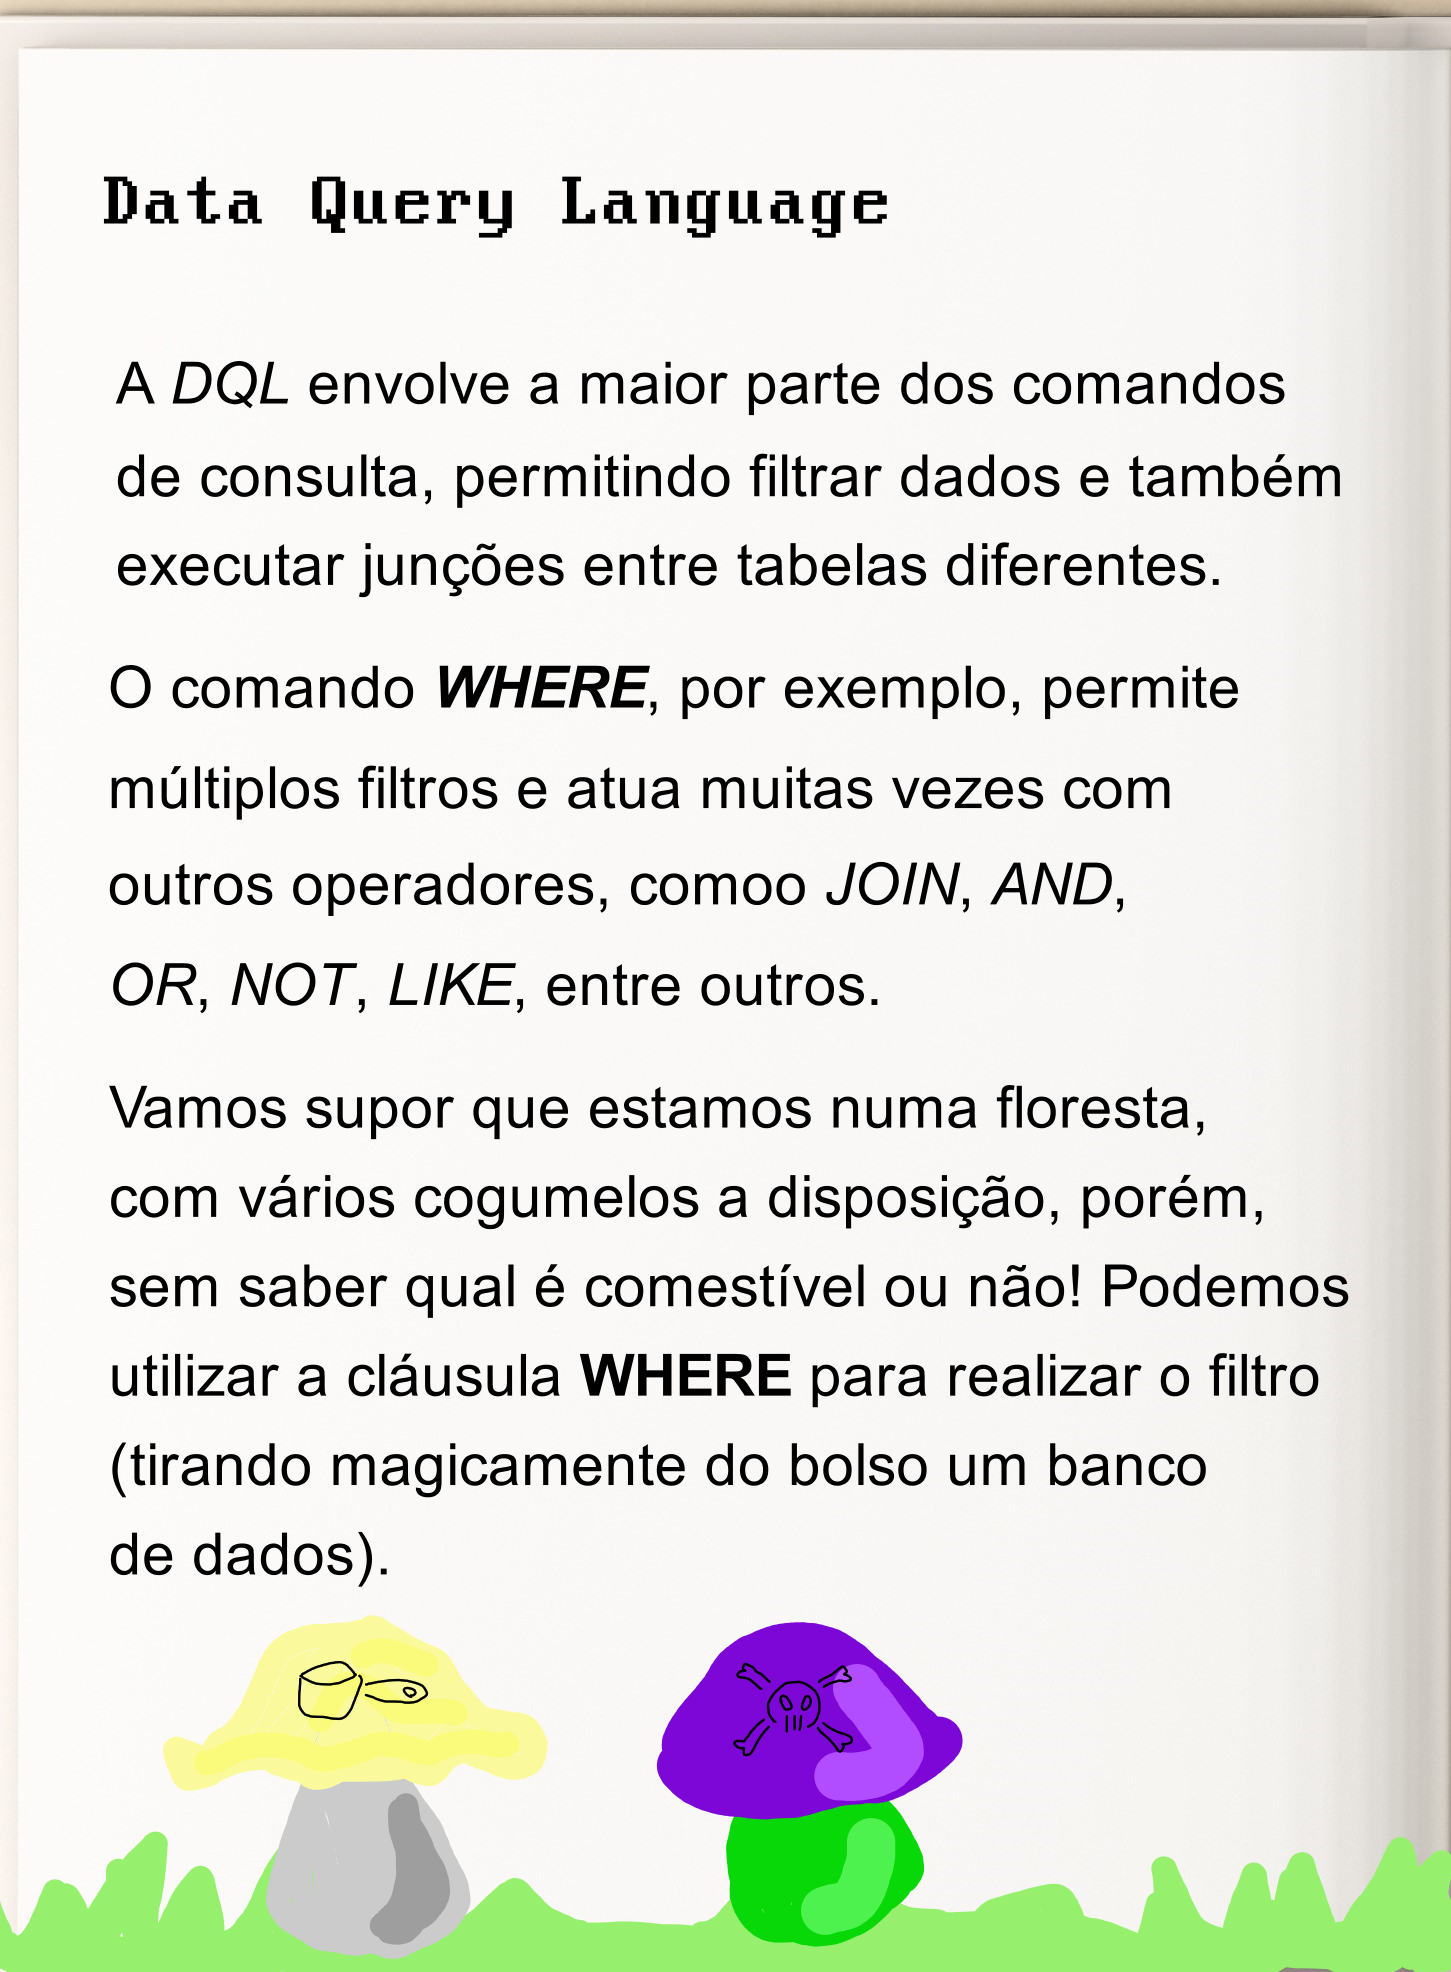 Data Query Language
A DQL envolve a maior parte dos comandos
de consulta, permitindo filtrar dados e também
executar junções entre tabelas diferentes.
O comando WHERE, por exemplo, permite
múltiplos filtros e atua muitas vezes com
outros operadores, comoo JOIN, AND,
OR, NOT, LIKE, entre outros.
Vamos supor que estamos numa floresta,
com vários cogumelos a disposição, porém,
sem saber qual é comestível ou não! Podemos
utilizar a cláusula WHERE para realizar o filtro
(tirando magicamente do bolso um banco
de dados).